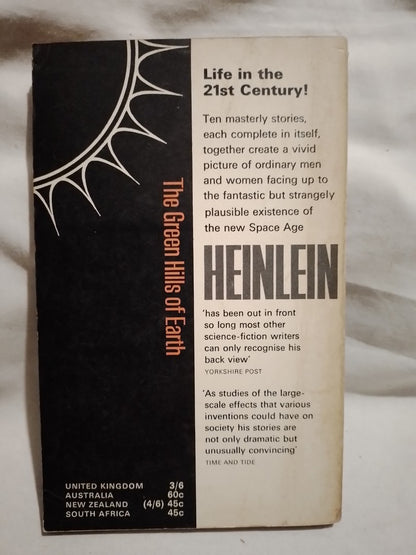 Life in the
21st Century!
Ten masterly stories,
each complete in itself,
together create a vivid
picture of ordinary men
and women facing up to
the fantastic but strangely
plausible existence of
the new Space Age
HEINLEIN
'has been out in front
so long most other
science-fiction writers
can only recognise his
back view'
YORKSHIRE POST
'As studies of the large-
scale effects that various
inventions could have on
society his stories are
not only dramatic but
unusually convincing'
TIME AND TIDE
The Green Hills of Earth
UNITED KINGDOM 3/6
AUSTRALIA 60c
NEW ZEALAND (4/6) 45c
SOUTH AFRICA 45c